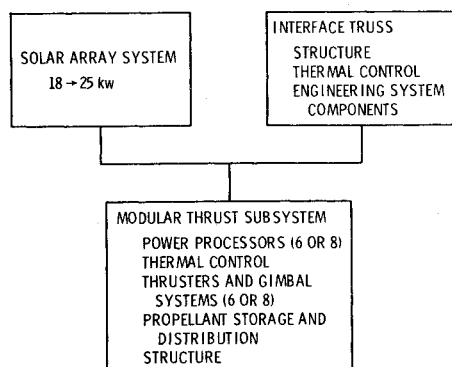 SOLAR ARRAY SYSTEM
18 → 25 kw
INTERFACE TRUSS
STRUCTURE
THERMAL CONTROL
ENGINEERING SYSTEM
COMPONENTS
MODULAR THRUST SUBSYSTEM
POWER PROCESSORS (6 OR 8)
THERMAL CONTROL
THRUSTERS AND GIMBAL
SYSTEMS (6 OR 8)
PROPELLANT STORAGE AND
DISTRIBUTION
STRUCTURE